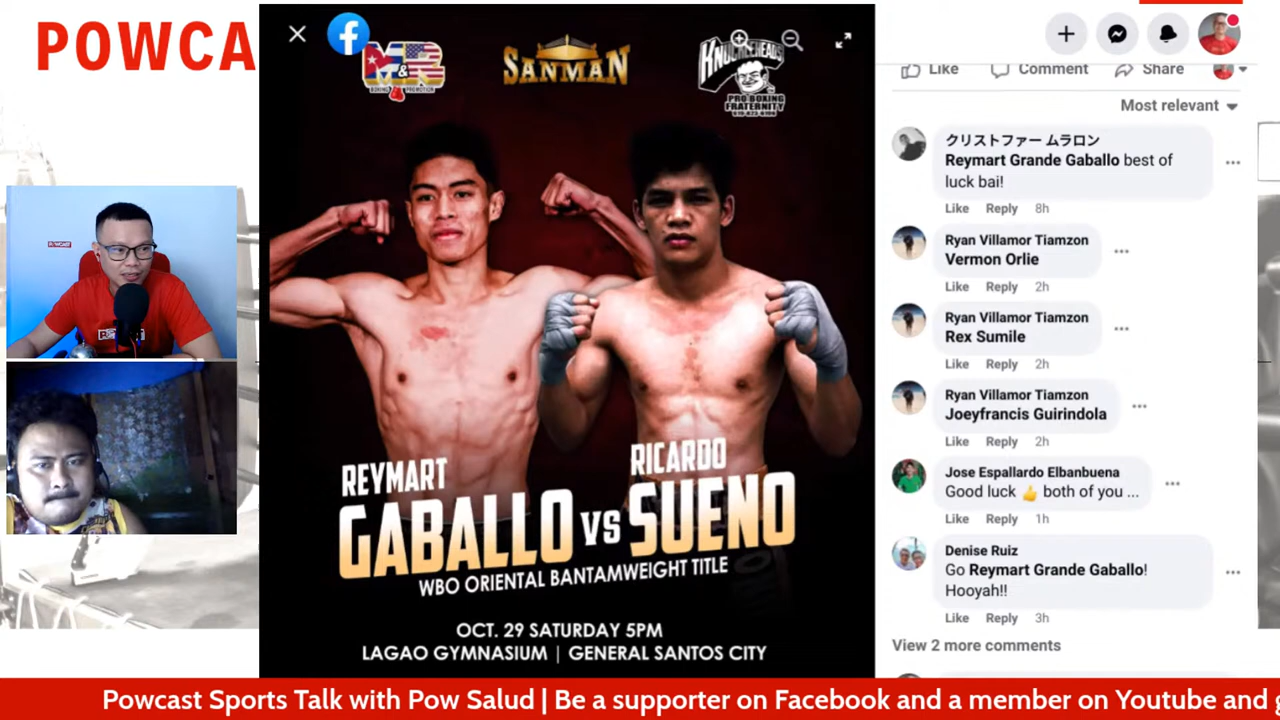 POWCA
M&R
BOXING PROMOTION
SANMAN
KNUCKLEHEADS
PRO BOXING
FRATERNITY
REYMART
GABALLO
VS
RICARDO
SUENO
WBO ORIENTAL BANTAMWEIGHT TITLE
OCT. 29 SATURDAY 5PM
LAGAO GYMNASIUM | GENERAL SANTOS CITY
Like Comment Share
Most relevant
クリストファー ムラロン
Reymart Grande Gaballo best of
luck bai!
Like Reply 8h
Ryan Villamor Tiamzon
Vermon Orlie
Like Reply 2h
Ryan Villamor Tiamzon
Rex Sumile
Like Reply 2h
Ryan Villamor Tiamzon
Joeyfrancis Guirindola
Like Reply 2h
Jose Espallardo Elbanbuena
Good luck 👍 both of you ...
Like Reply 1h
Denise Ruiz
Go Reymart Grande Gaballo!
Hooyah!!
Like Reply 3h
View 2 more comments
Powcast Sports Talk with Pow Salud | Be a supporter on Facebook and a member on Youtube and